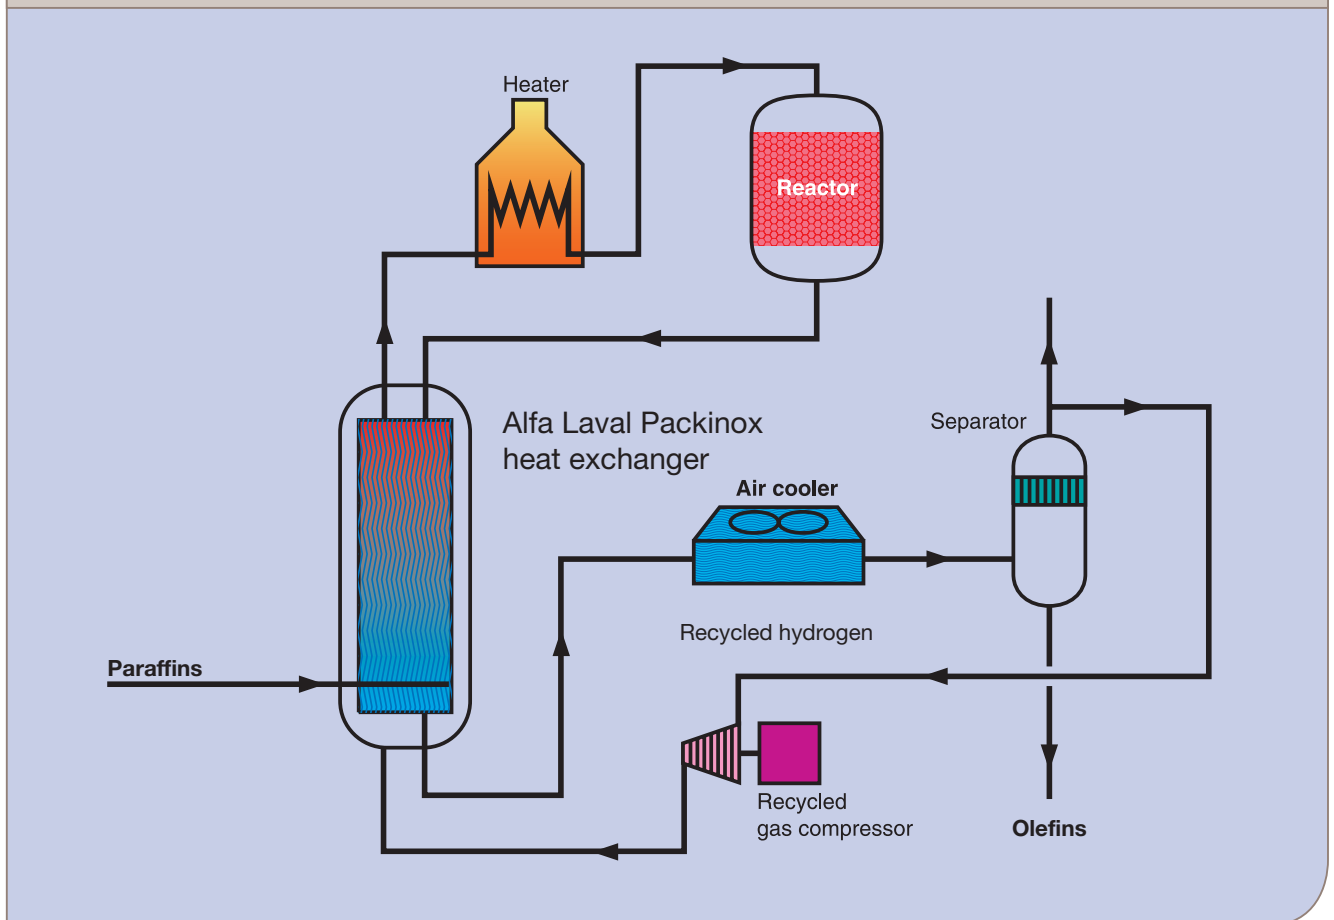 Heater
Reactor
Alfa Laval Packinox
heat exchanger
Separator
Air cooler
Recycled hydrogen
Paraffins
Recycled
gas compressor
Olefins